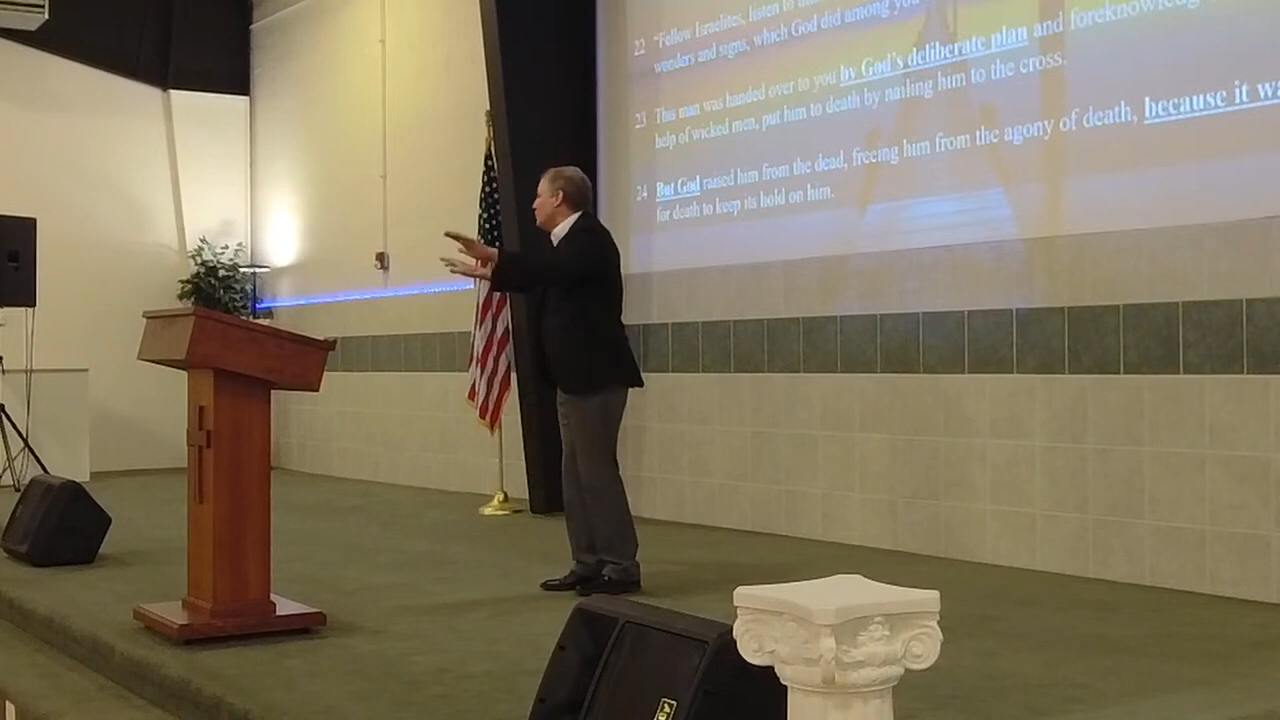 22 "Fellow Israelites, listen to
wonders and signs, which God did among you
23 This man was handed over to you by God's deliberate plan and foreknowledg
help of wicked men, put him to death by nailing him to the cross.
24 But God raised him from the dead, freeing him from the agony of death, because it wa
for death to keep its hold on him.